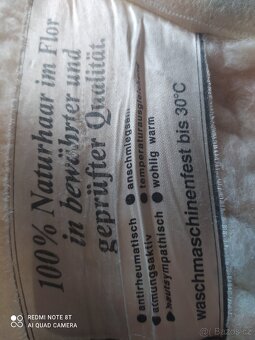 100% Naturhaar im Flor
in bewährter und
geprüfter Qualität.
● antirheumatisch ● anschmiegsam
● atmungsaktiv ● temperaturausgleichend
● hautsympathisch ● wohlig warm
waschmaschinenfest bis 30°C
REDMI NOTE 8T
AI QUAD CAMERA